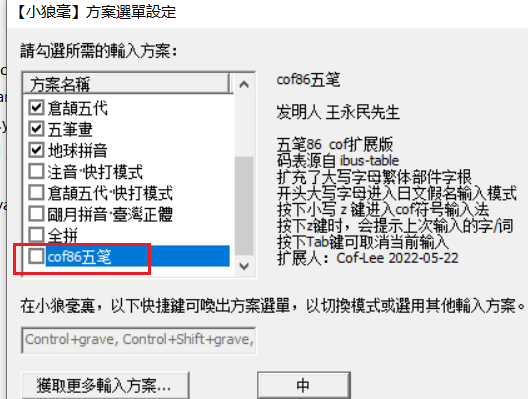 【小狼毫】方案選單設定
請勾選所需的輸入方案：
方案名稱
倉頡五代
五筆畫
地球拼音
注音·快打模式
倉頡五代·快打模式
朙月拼音·臺灣正體
全拼
cof86五笔
cof86五笔
发明人 王永民先生
五笔86 cof扩展版
码表源自 ibus-table
扩充了大写字母繁体部件字根
开头大写字母进入日文假名输入模式
按下小写 z 键进入cof符号输入法
按下z键时，会提示上次输入的字/词
按下Tab键可取消当前输入
扩展人：Cof-Lee 2022-05-22
在小狼毫裏，以下快捷鍵可喚出方案選單，以切換模式或選用其他輸入方案。
Control+grave, Control+Shift+grave,
獲取更多輸入方案...
中